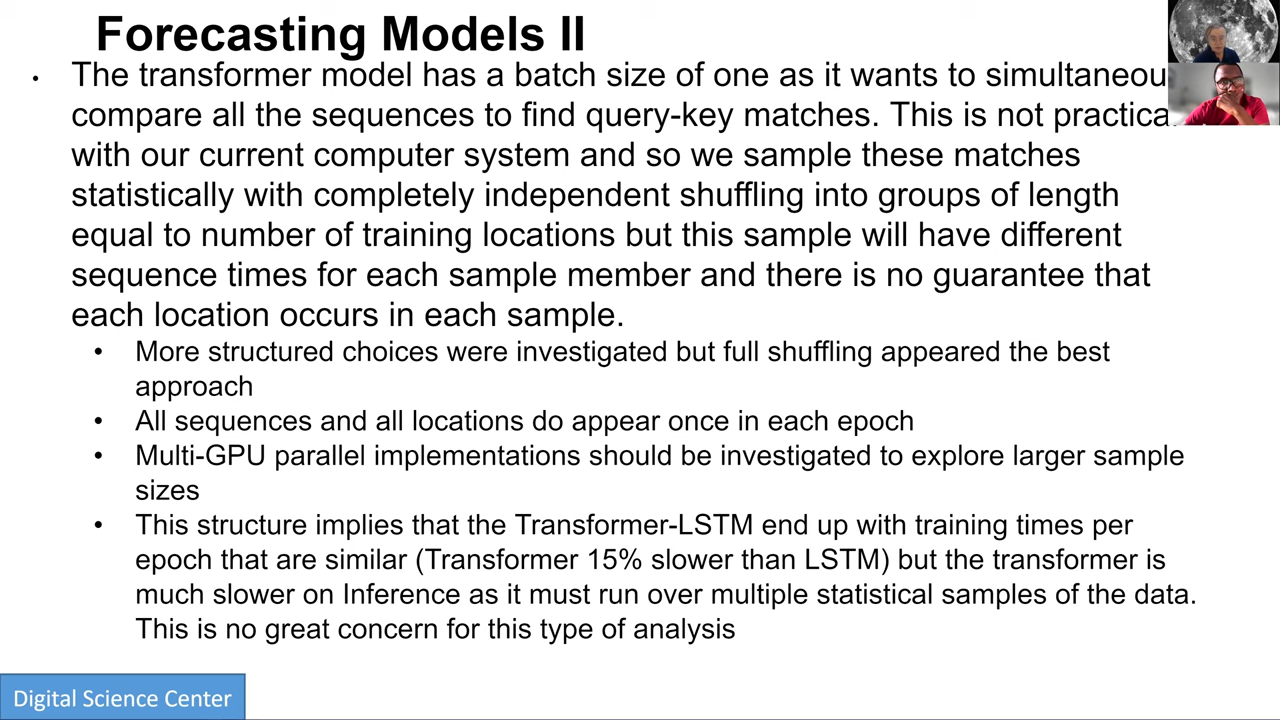 Forecasting Models II
• The transformer model has a batch size of one as it wants to
compare all the sequences to find query-key matches. This is not
with our current computer system and so we sample these matches
statistically with completely independent shuffling into groups of length
equal to number of training locations but this sample will have different
sequence times for each sample member and there is no guarantee that
each location occurs in each sample.
• More structured choices were investigated but full shuffling appeared the best
approach
• All sequences and all locations do appear once in each epoch
• Multi-GPU parallel implementations should be investigated to explore larger sample
sizes
• This structure implies that the Transformer-LSTM end up with training times per
epoch that are similar (Transformer 15% slower than LSTM) but the transformer is
much slower on Inference as it must run over multiple statistical samples of the data.
This is no great concern for this type of analysis
Digital Science Center